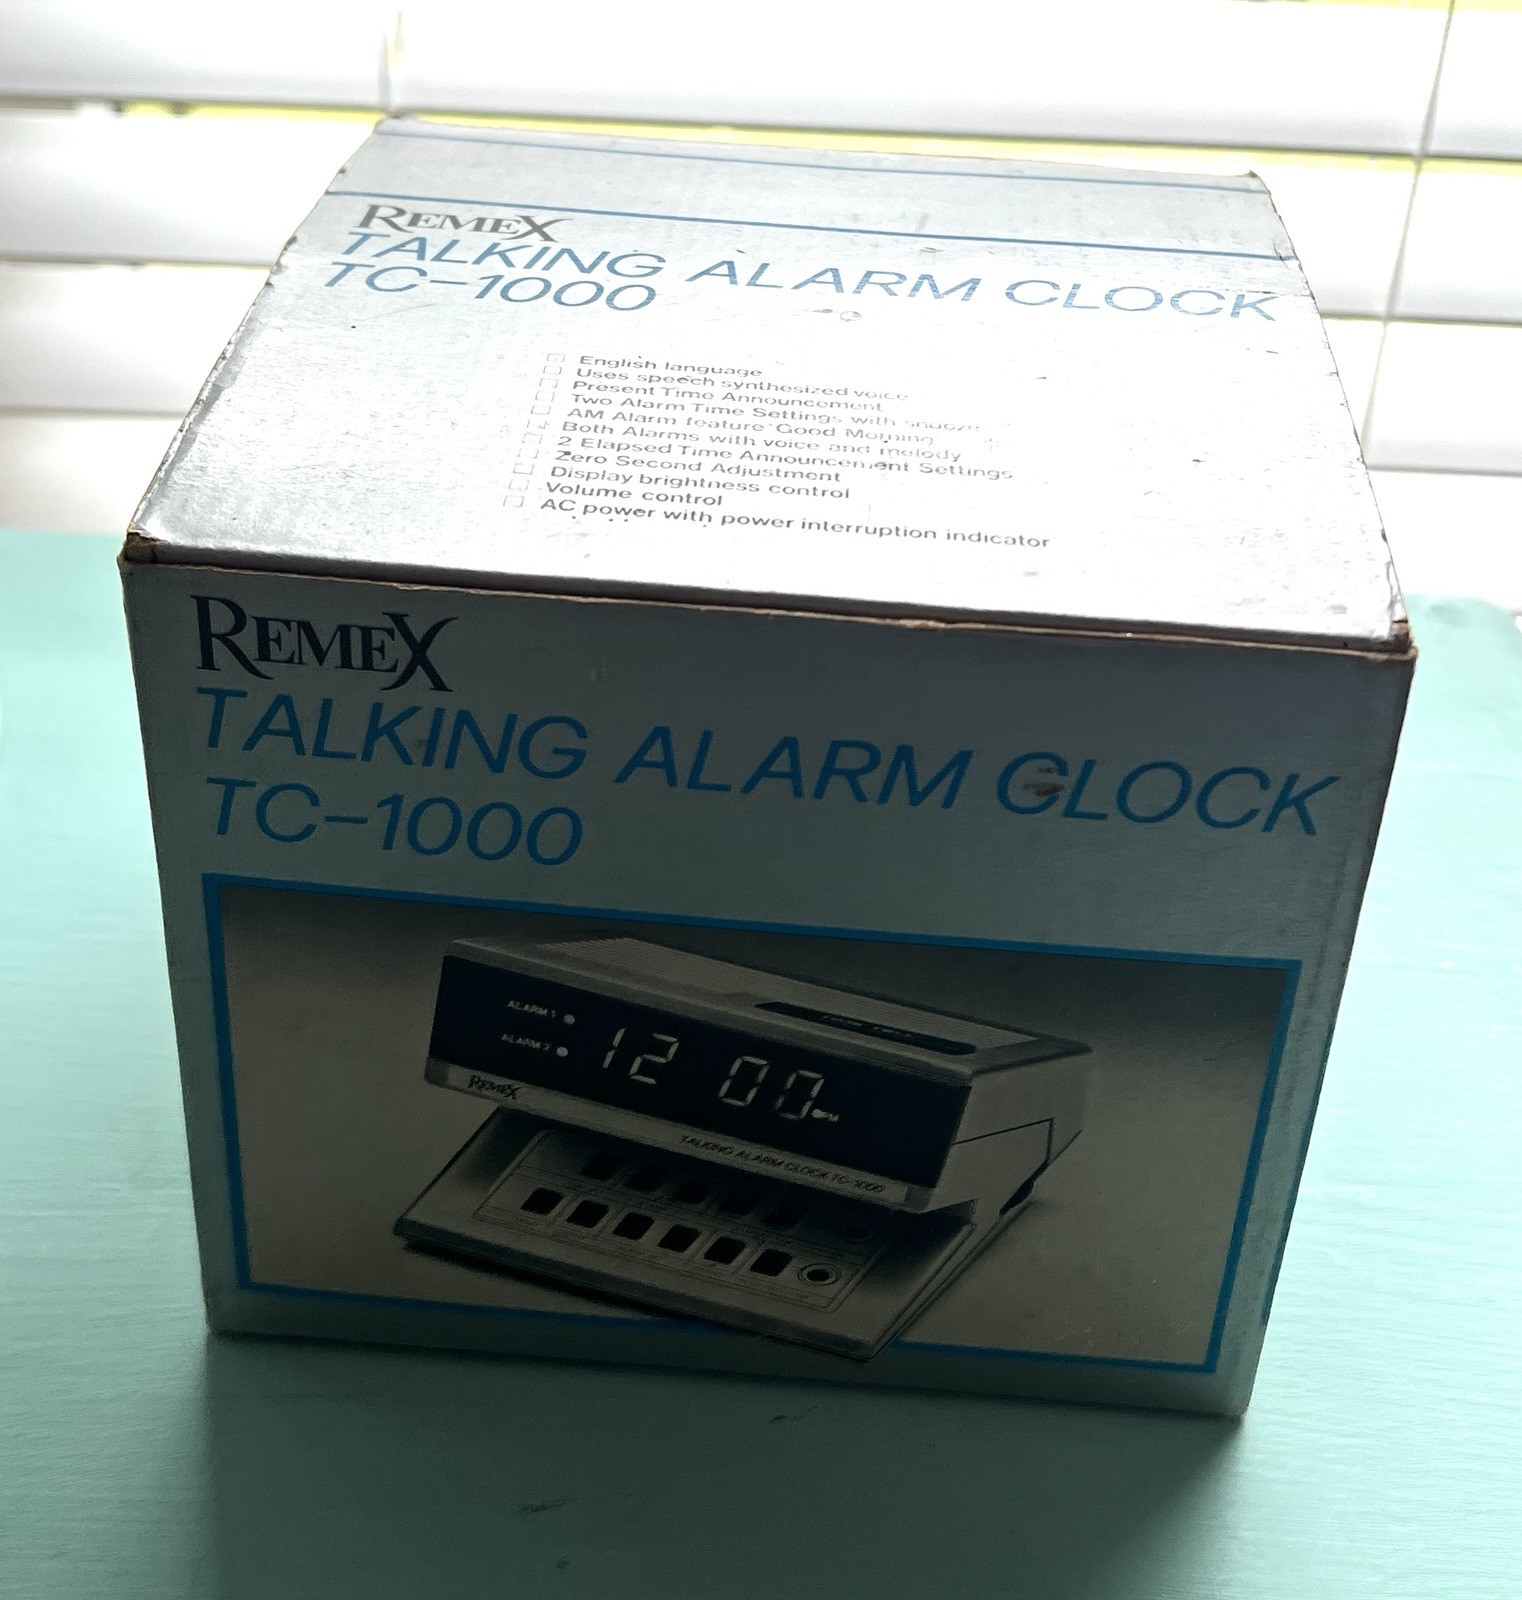 REMEX
TALKING ALARM CLOCK
TC-1000
English language
Uses speech synthesized voice
Present Time Announcement
Two Alarm Time Settings with snooze
AM Alarm feature "Good Morning"
Both Alarms with voice and melody
2 Elapsed Time Announcement Settings
Zero Second Adjustment
Display brightness control
Volume control
AC power with power interruption indicator
REMEX
TALKING ALARM CLOCK
TC-1000
ALARM 1
ALARM 2
12 00
PM
REMEX
TALKING ALARM CLOCK TC-1000